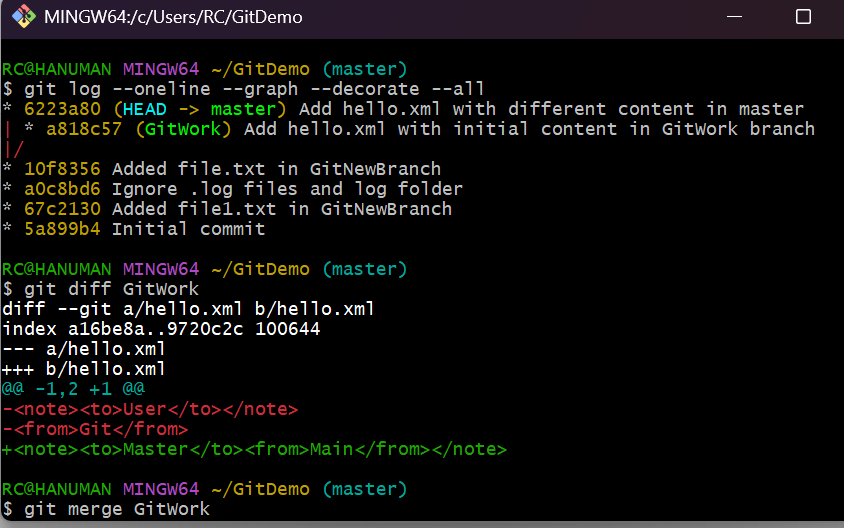 MINGW64:/c/Users/RC/GitDemo
RC@HANUMAN MINGW64 ~/GitDemo (master)
$ git log --oneline --graph --decorate --all
* 6223a80 (HEAD -> master) Add hello.xml with different content in master
| * a818c57 (GitWork) Add hello.xml with initial content in GitWork branch
|/
* 10f8356 Added file.txt in GitNewBranch
* a0c8bd6 Ignore .log files and log folder
* 67c2130 Added file1.txt in GitNewBranch
* 5a899b4 Initial commit
RC@HANUMAN MINGW64 ~/GitDemo (master)
$ git diff GitWork
diff --git a/hello.xml b/hello.xml
index a16be8a..9720c2c 100644
--- a/hello.xml
+++ b/hello.xml
@@ -1,2 +1 @@
-<note><to>User</to></note>
-<from>Git</from>
+<note><to>Master</to><from>Main</from></note>
RC@HANUMAN MINGW64 ~/GitDemo (master)
$ git merge GitWork